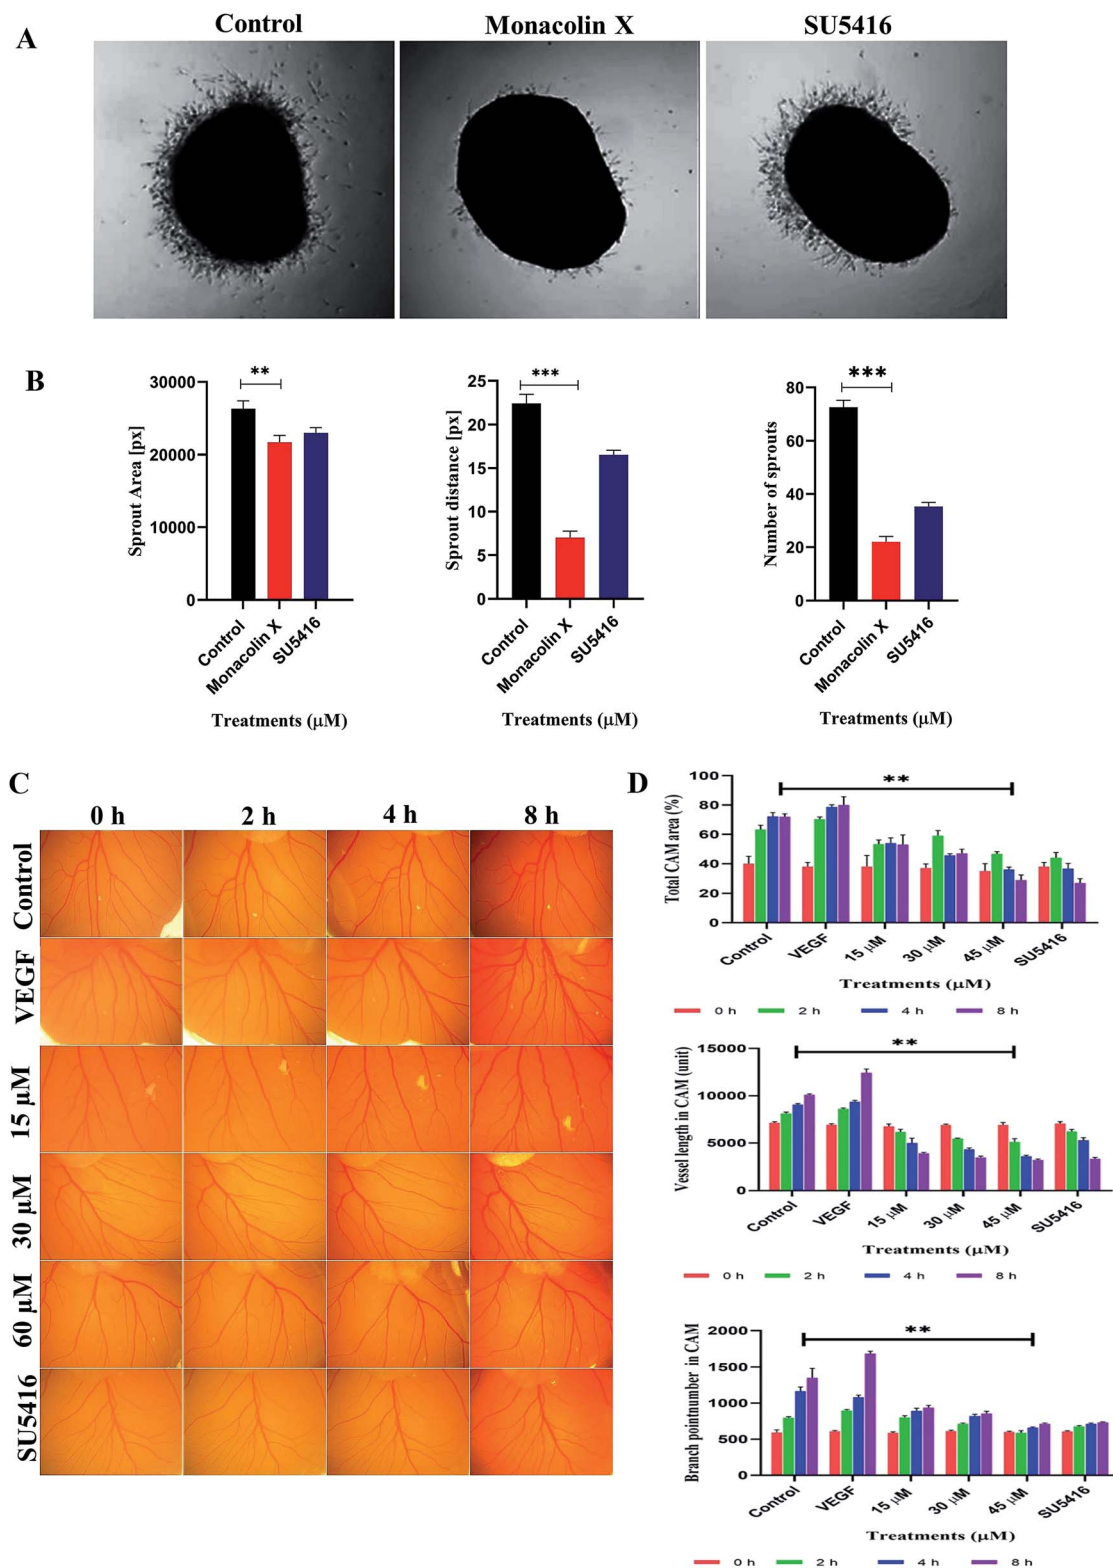 A
Control Monacolin X SU5416
B
Sprout Area [px]
30000
20000
10000
0
**
Control
Monacolin X
SU5416
Treatments (µM)
Sprout distance [px]
25
20
15
10
5
0
***
Control
Monacolin X
SU5416
Treatments (µM)
Number of sprouts
80
60
40
20
0
***
Control
Monacolin X
SU5416
Treatments (µM)
C
0 h 2 h 4 h 8 h
Control
VEGF
15 µM
30 µM
60 µM
SU5416
D
Total CAM area (%)
100
80
60
40
20
0
**
Control
VEGF
15 µM
30 µM
45 µM
SU5416
Treatments (µM)
0 h 2 h 4 h 8 h
Vessel length in CAM (unit)
15000
10000
5000
0
**
Control
VEGF
15 µM
30 µM
45 µM
SU5416
Treatments (µM)
0 h 2 h 4 h 8 h
Branch pointnumber in CAM
2000
1500
1000
500
0
**
Control
VEGF
15 µM
30 µM
45 µM
SU5416
0 h 2 h 4 h 8 h